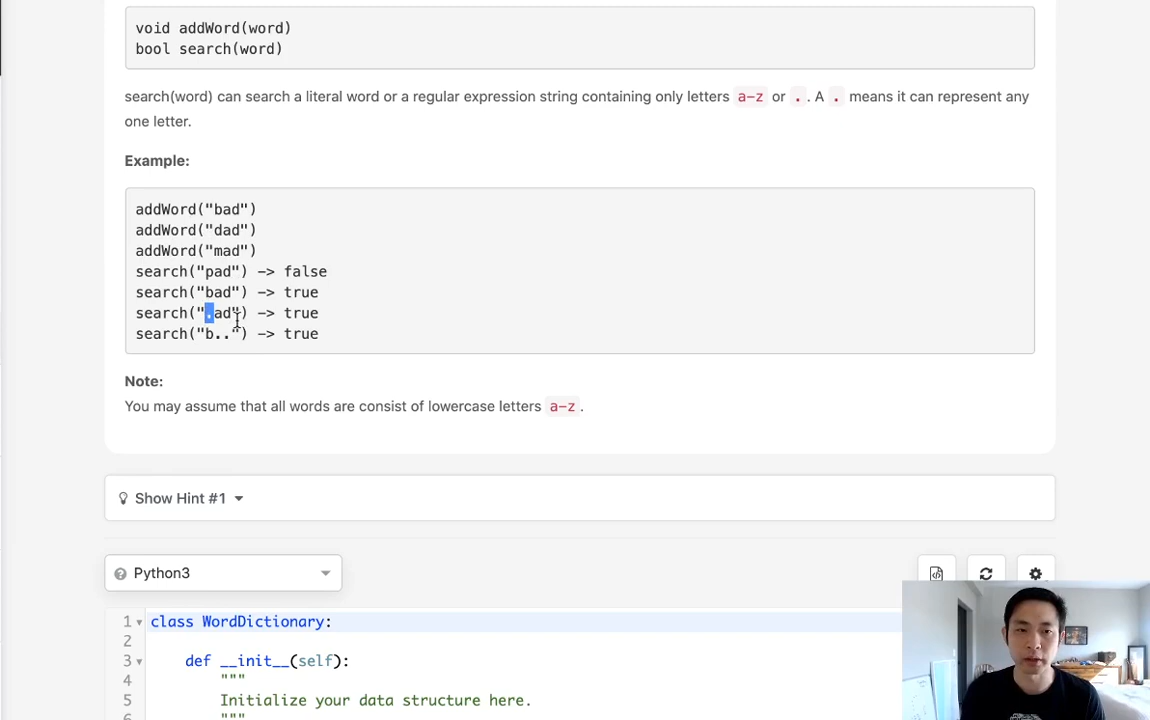 void addWord(word)
bool search(word)
search(word) can search a literal word or a regular expression string containing only letters a-z or . . A . means it can represent any
one letter.
Example:
addWord("bad")
addWord("dad")
addWord("mad")
search("pad") -> false
search("bad") -> true
search(".ad") -> true
search("b..") -> true
Note:
You may assume that all words are consist of lowercase letters a-z .
Show Hint #1
Python3
1 class WordDictionary:
2
3 def __init__(self):
4 """
5 Initialize your data structure here.
6 """